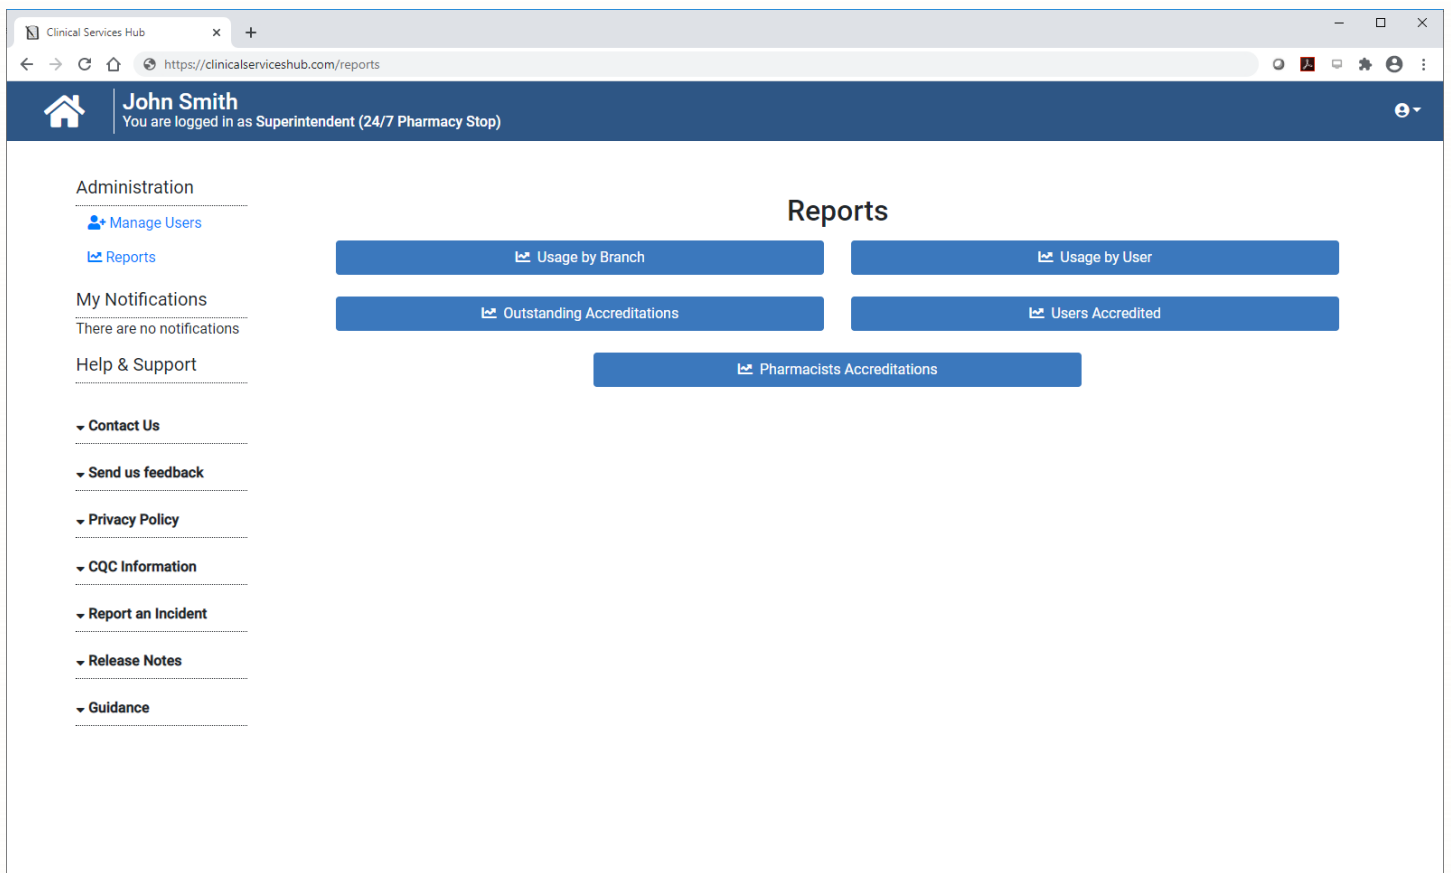 Clinical Services Hub
https://clinicalserviceshub.com/reports
John Smith
You are logged in as Superintendent (24/7 Pharmacy Stop)
Administration
Manage Users
Reports
My Notifications
There are no notifications
Help & Support
Contact Us
Send us feedback
Privacy Policy
CQC Information
Report an Incident
Release Notes
Guidance
Reports
Usage by Branch
Usage by User
Outstanding Accreditations
Users Accredited
Pharmacists Accreditations